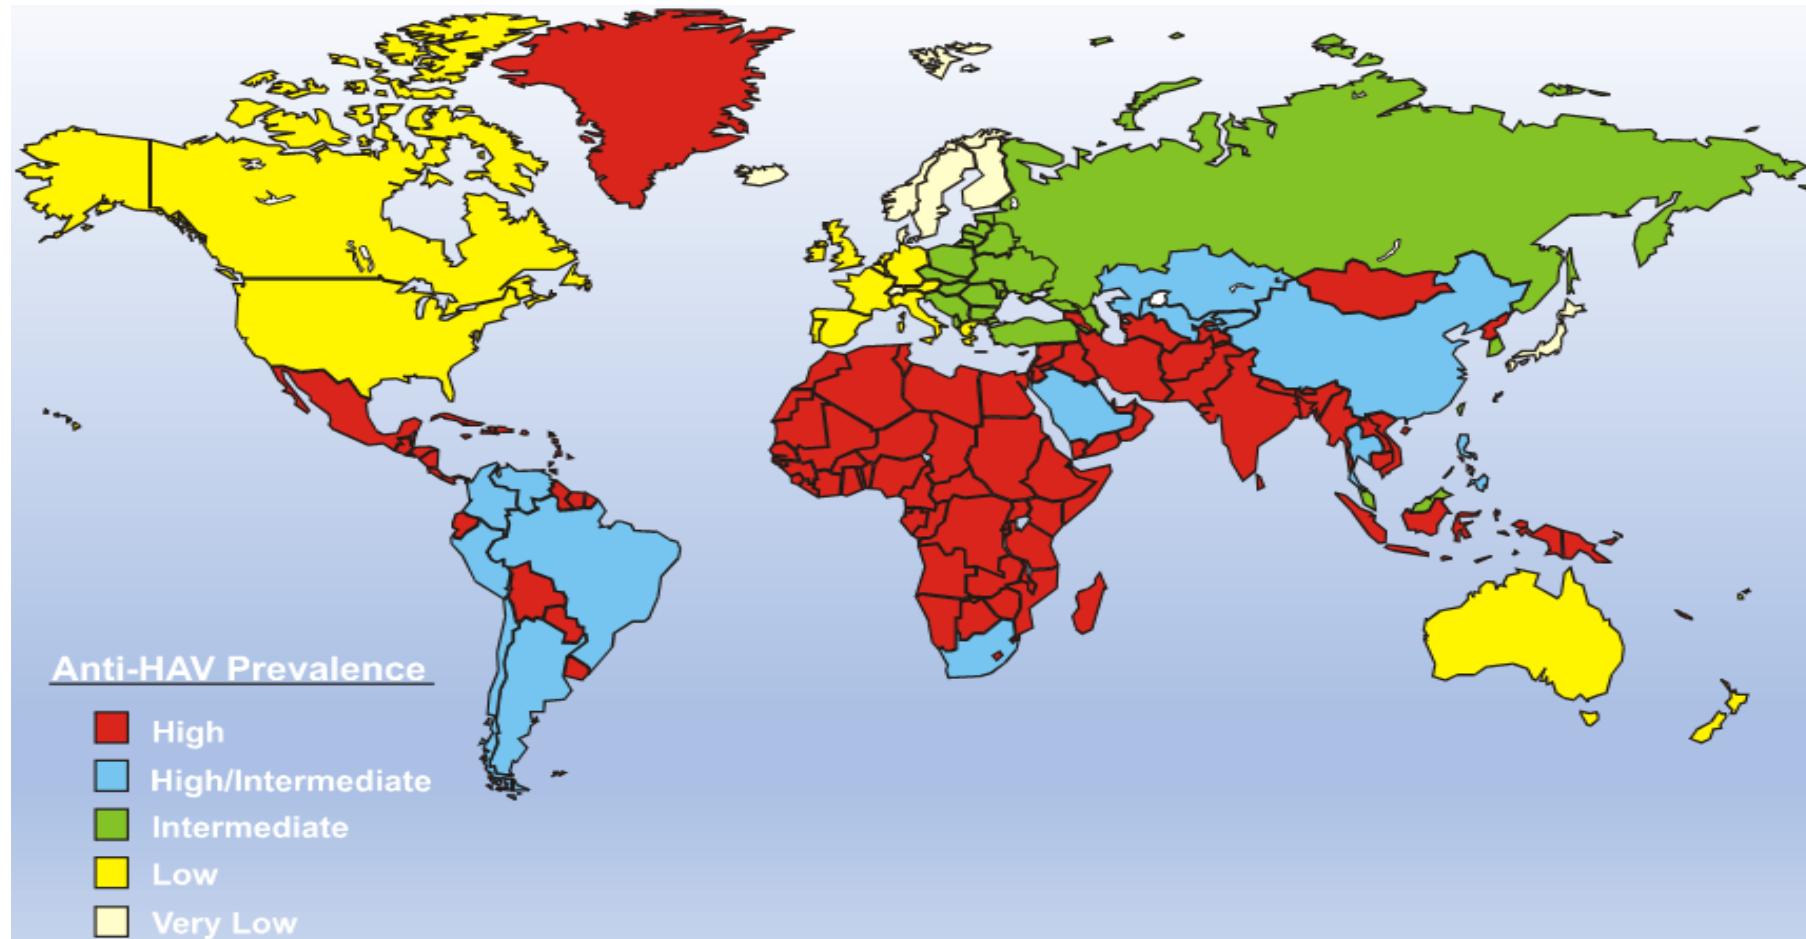 Anti-HAV Prevalence
High
High/Intermediate
Intermediate
Low
Very Low